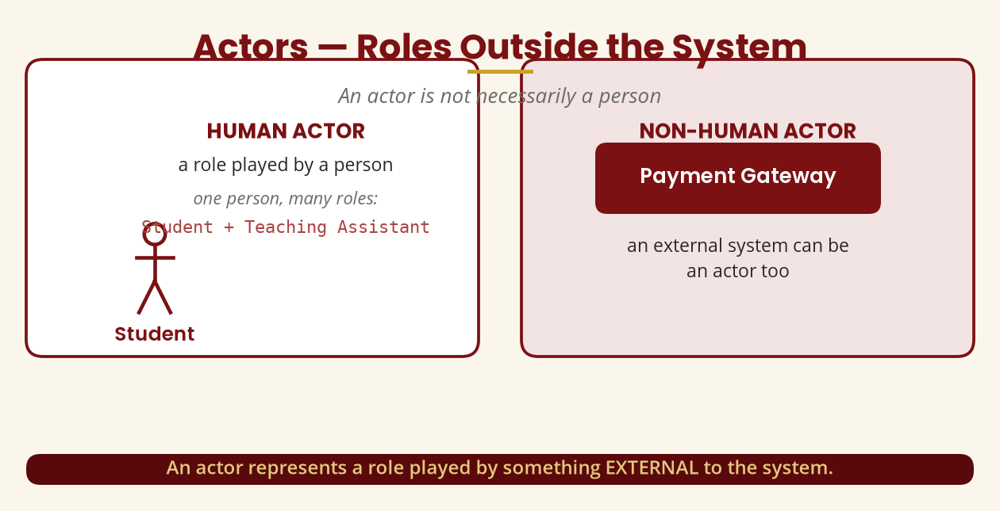 Actors — Roles Outside the System
An actor is not necessarily a person
HUMAN ACTOR
a role played by a person
one person, many roles:
Student + Teaching Assistant
Student
NON-HUMAN ACTOR
Payment Gateway
an external system can be
an actor too
An actor represents a role played by something EXTERNAL to the system.